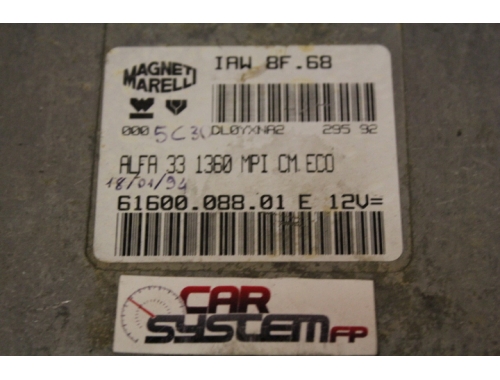 IAW 8F.68
MAGNETI
MARELLI
000 5C30 DL0YXNA2 295 92
ALFA 33 1360 MPI CM ECO
18/01/94
61600.088.01 E 12V=
CAR
SYSTEM FP